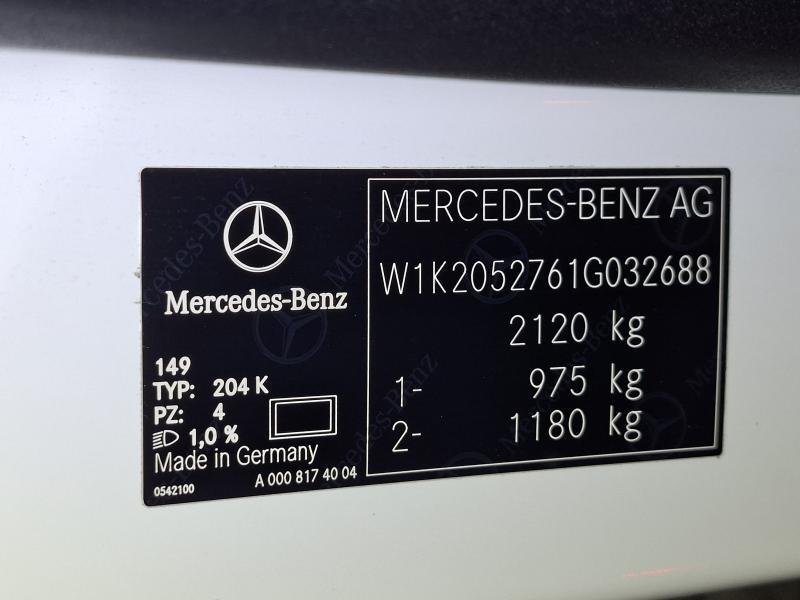 Mercedes-Benz
149
TYP: 204 K
PZ: 4
1,0 %
Made in Germany
0542100
A 000 817 40 04
MERCEDES-BENZ AG
W1K2052761G032688
2120 kg
1- 975 kg
2- 1180 kg